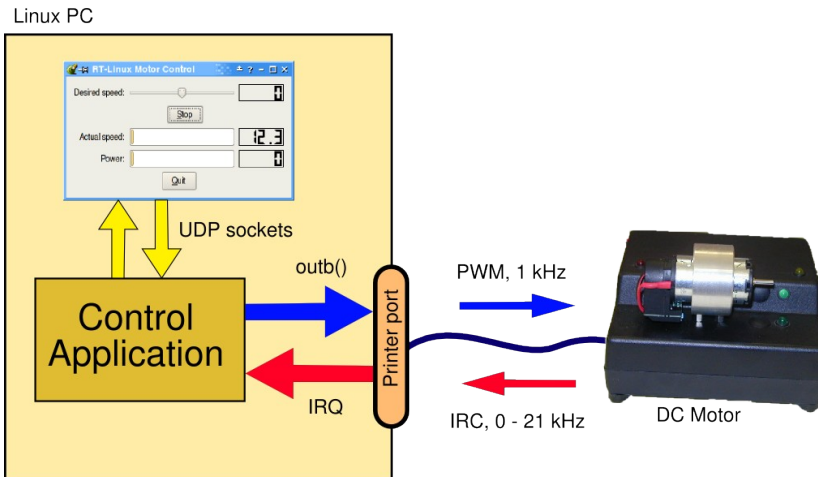 Linux PC
RT-Linux Motor Control
Desired speed:
0
Stop
Actual speed:
12.3
Power:
0
Quit
UDP sockets
outb()
PWM, 1 kHz
Control
Application
Printer port
IRQ
IRC, 0 - 21 kHz
DC Motor